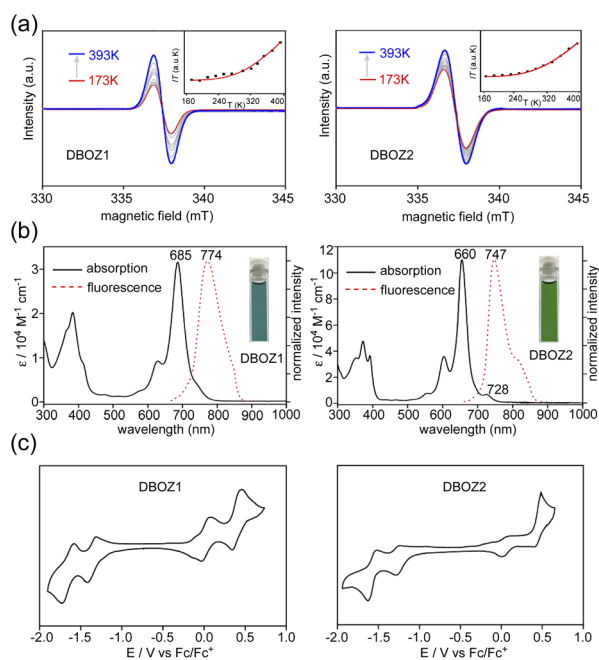 (a)
393K
173K
DBOZ1
IT (a.u.K)
T (K)
160 240 320 400
Intensity (a.u.)
330 335 340 345
magnetic field (mT)
393K
173K
DBOZ2
IT (a.u.K)
T (K)
160 240 320 400
Intensity (a.u.)
330 335 340 345
magnetic field (mT)
(b)
685 774
absorption
fluorescence
DBOZ1
3
2
1
0
ε / 10⁴ M⁻¹ cm⁻¹
normalized intensity
300 400 500 600 700 800 900 1000
wavelength (nm)
660 747
absorption
fluorescence
DBOZ2
728
12
10
8
6
4
2
0
ε / 10⁴ M⁻¹ cm⁻¹
normalized intensity
300 400 500 600 700 800 900 1000
wavelength (nm)
(c)
DBOZ1
-2.0 -1.5 -1.0 -0.5 0.0 0.5 1.0
E / V vs Fc/Fc⁺
DBOZ2
-2.0 -1.5 -1.0 -0.5 0.0 0.5 1.0
E / V vs Fc/Fc⁺